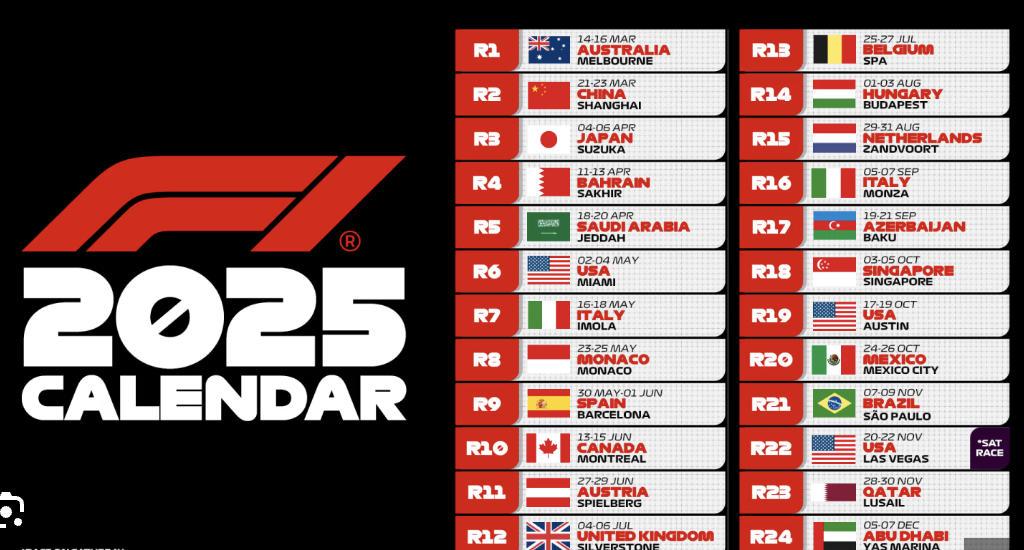 ®
2025
CALENDAR
R1
14-16 MAR
AUSTRALIA
MELBOURNE
R2
21-23 MAR
CHINA
SHANGHAI
R3
04-06 APR
JAPAN
SUZUKA
R4
11-13 APR
BAHRAIN
SAKHIR
R5
18-20 APR
SAUDI ARABIA
JEDDAH
R6
02-04 MAY
USA
MIAMI
R7
16-18 MAY
ITALY
IMOLA
R8
23-25 MAY
MONACO
MONACO
R9
30 MAY-01 JUN
SPAIN
BARCELONA
R10
13-15 JUN
CANADA
MONTREAL
R11
27-29 JUN
AUSTRIA
SPIELBERG
R12
04-06 JUL
UNITED KINGDOM
SILVERSTONE
R13
25-27 JUL
BELGIUM
SPA
R14
01-03 AUG
HUNGARY
BUDAPEST
R15
29-31 AUG
NETHERLANDS
ZANDVOORT
R16
05-07 SEP
ITALY
MONZA
R17
19-21 SEP
AZERBAIJAN
BAKU
R18
03-05 OCT
SINGAPORE
SINGAPORE
R19
17-19 OCT
USA
AUSTIN
R20
24-26 OCT
MEXICO
MEXICO CITY
R21
07-09 NOV
BRAZIL
SÃO PAULO
R22
20-22 NOV
USA
LAS VEGAS
*SAT
RACE
R23
28-30 NOV
QATAR
LUSAIL
R24
05-07 DEC
ABU DHABI
YAS MARINA